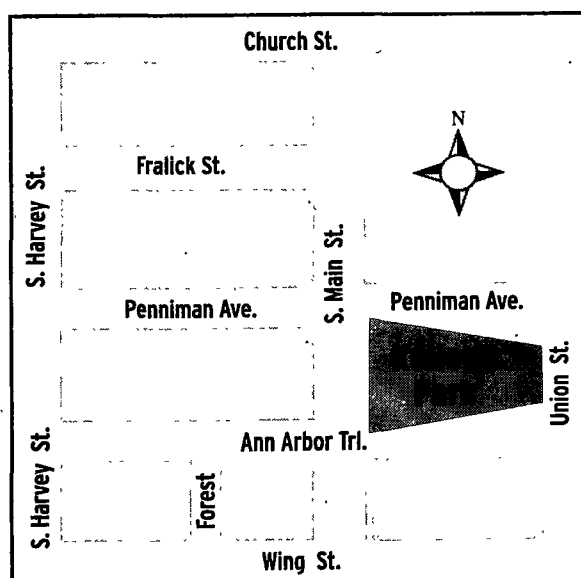 Church St.
N
Fralick St.
S. Harvey St.
S. Main St.
Penniman Ave.
Penniman Ave.
Park
Union St.
Ann Arbor Trl.
S. Harvey St.
Forest
Wing St.